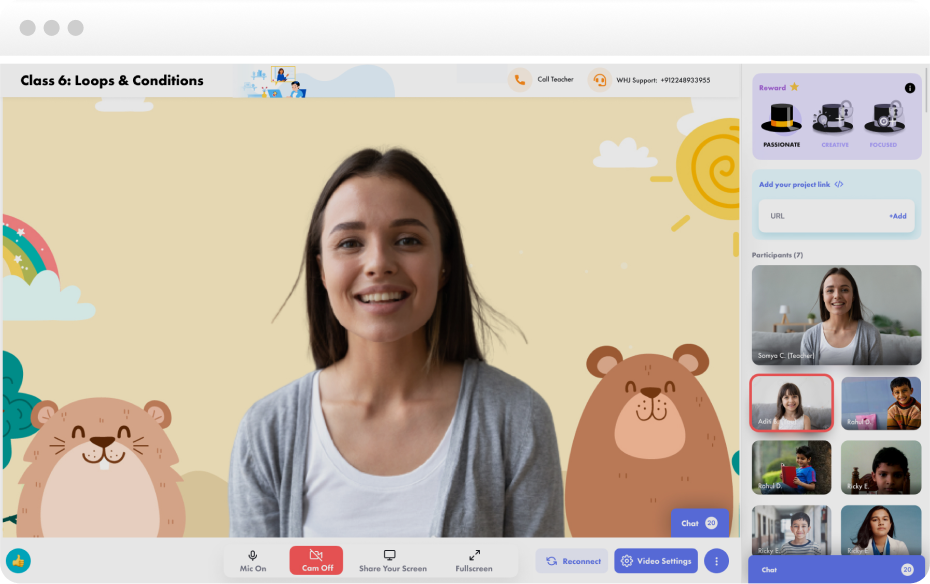 Class 6: Loops & Conditions
Call Teacher
WHJ Support: +912248933955
Reward
PASSIONATE
CREATIVE
FOCUSED
Add your project link </>
URL
+Add
Participants (7)
Somya C. (Teacher)
Aditi B.
Rahul D.
Rahul D.
Ricky E.
Ricky E.
Ricky E.
Chat 20
Mic On
Cam Off
Share Your Screen
Fullscreen
Reconnect
Video Settings
Chat 20